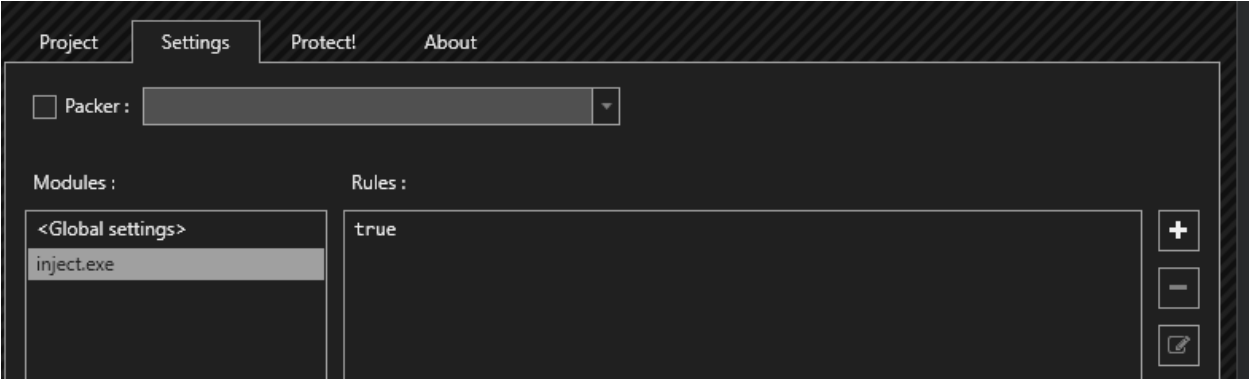 Project Settings Protect! About
Packer :
Modules : Rules :
<Global settings> true
inject.exe